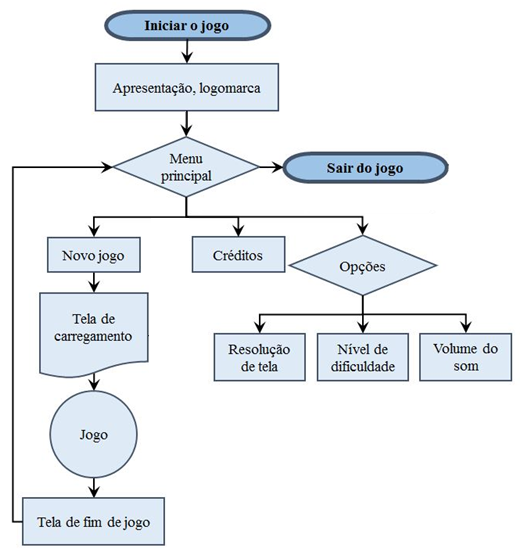 Iniciar o jogo
Apresentação, logomarca
Menu
principal
Sair do jogo
Novo jogo
Créditos
Opções
Tela de
carregamento
Resolução
de tela
Nível de
dificuldade
Volume do
som
Jogo
Tela de fim de jogo